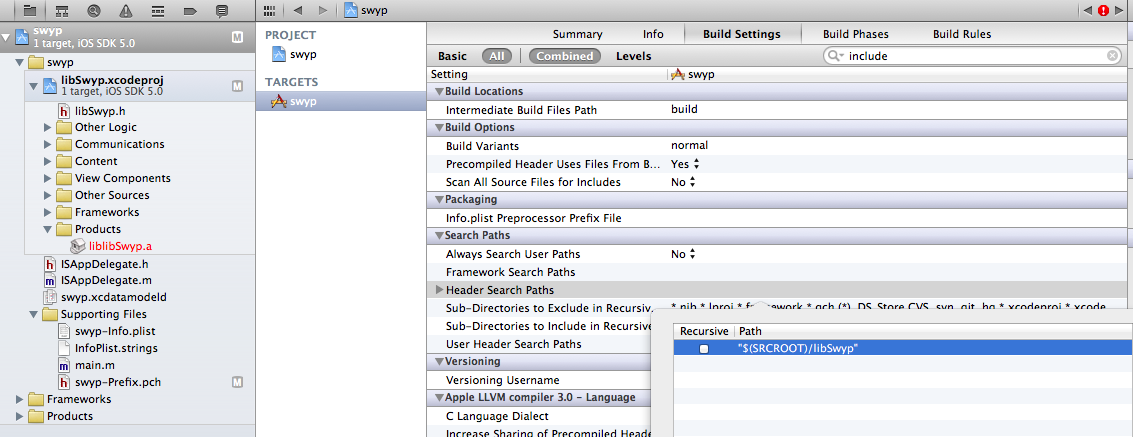 swyp
swyp
1 target, iOS SDK 5.0
M
swyp
libSwyp.xcodeproj
1 target, iOS SDK 5.0
M
libSwyp.h
Other Logic
Communications
Content
View Components
Other Sources
Frameworks
Products
liblibSwyp.a
ISAppDelegate.h
ISAppDelegate.m
swyp.xcdatamodeld
Supporting Files
swyp-Info.plist
InfoPlist.strings
main.m
swyp-Prefix.pch
M
Frameworks
Products
PROJECT
swyp
TARGETS
swyp
Summary Info Build Settings Build Phases Build Rules
Basic All Combined Levels include
Setting swyp
Build Locations
Intermediate Build Files Path build
Build Options
Build Variants normal
Precompiled Header Uses Files From B... Yes
Scan All Source Files for Includes No
Packaging
Info.plist Preprocessor Prefix File
Search Paths
Always Search User Paths No
Framework Search Paths
Header Search Paths
Sub-Directories to Exclude in Recursiv. *.nib *.lproj *.framework *.gch (*) .DS_Store CVS .svn .git .hg *.xcodeproj *.xcode
Sub-Directories to Include in Recursive
User Header Search Paths
Recursive Path
"$(SRCROOT)/libSwyp"
Versioning
Versioning Username
Apple LLVM compiler 3.0 - Language
C Language Dialect
Increase Sharing of Precompiled Heade